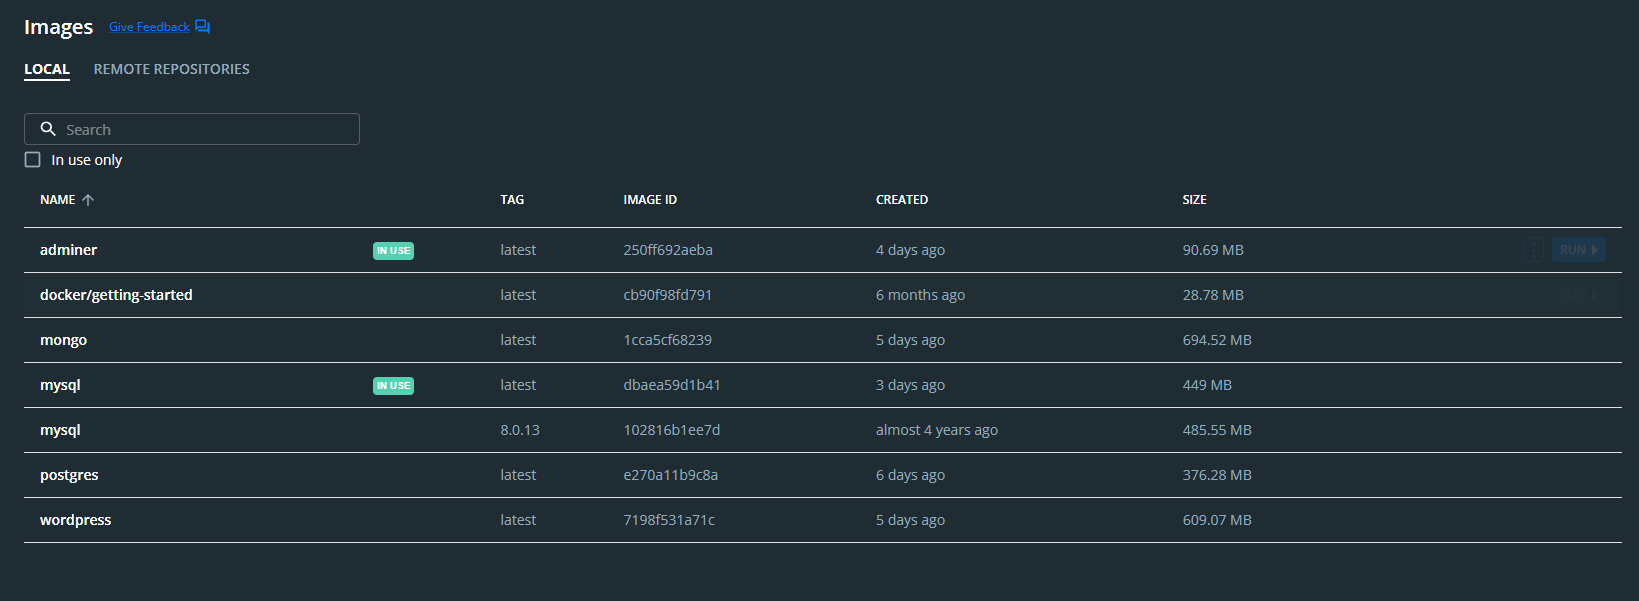 Images Give Feedback
LOCAL REMOTE REPOSITORIES
Search
In use only
NAME TAG IMAGE ID CREATED SIZE
adminer IN USE latest 250ff692aeba 4 days ago 90.69 MB RUN
docker/getting-started latest cb90f98fd791 6 months ago 28.78 MB
mongo latest 1cca5cf68239 5 days ago 694.52 MB
mysql IN USE latest dbaea59d1b41 3 days ago 449 MB
mysql 8.0.13 102816b1ee7d almost 4 years ago 485.55 MB
postgres latest e270a11b9c8a 6 days ago 376.28 MB
wordpress latest 7198f531a71c 5 days ago 609.07 MB